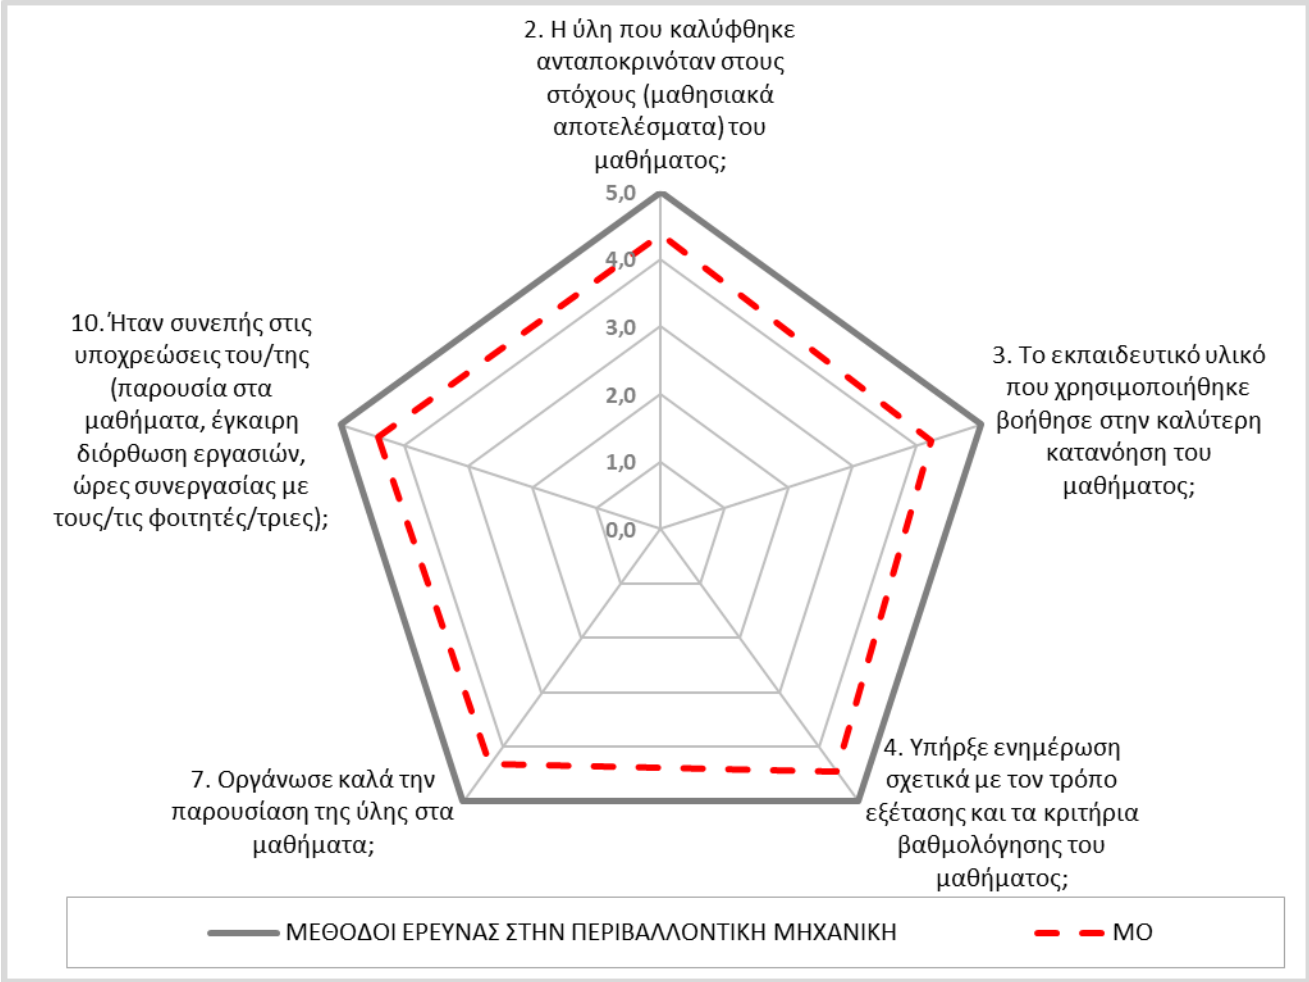 2. Η ύλη που καλύφθηκε
ανταποκρινόταν στους
στόχους (μαθησιακά
αποτελέσματα) του
μαθήματος;
5,0
4,0
3,0
2,0
1,0
0,0
3. Το εκπαιδευτικό υλικό
που χρησιμοποιήθηκε
βοήθησε στην καλύτερη
κατανόηση του
μαθήματος;
4. Υπήρξε ενημέρωση
σχετικά με τον τρόπο
εξέτασης και τα κριτήρια
βαθμολόγησης του
μαθήματος;
7. Οργάνωσε καλά την
παρουσίαση της ύλης στα
μαθήματα;
10. Ήταν συνεπής στις
υποχρεώσεις του/της
(παρουσία στα
μαθήματα, έγκαιρη
διόρθωση εργασιών,
ώρες συνεργασίας με
τους/τις φοιτητές/τριες);
ΜΕΘΟΔΟΙ ΕΡΕΥΝΑΣ ΣΤΗΝ ΠΕΡΙΒΑΛΛΟΝΤΙΚΗ ΜΗΧΑΝΙΚΗ
ΜΟ